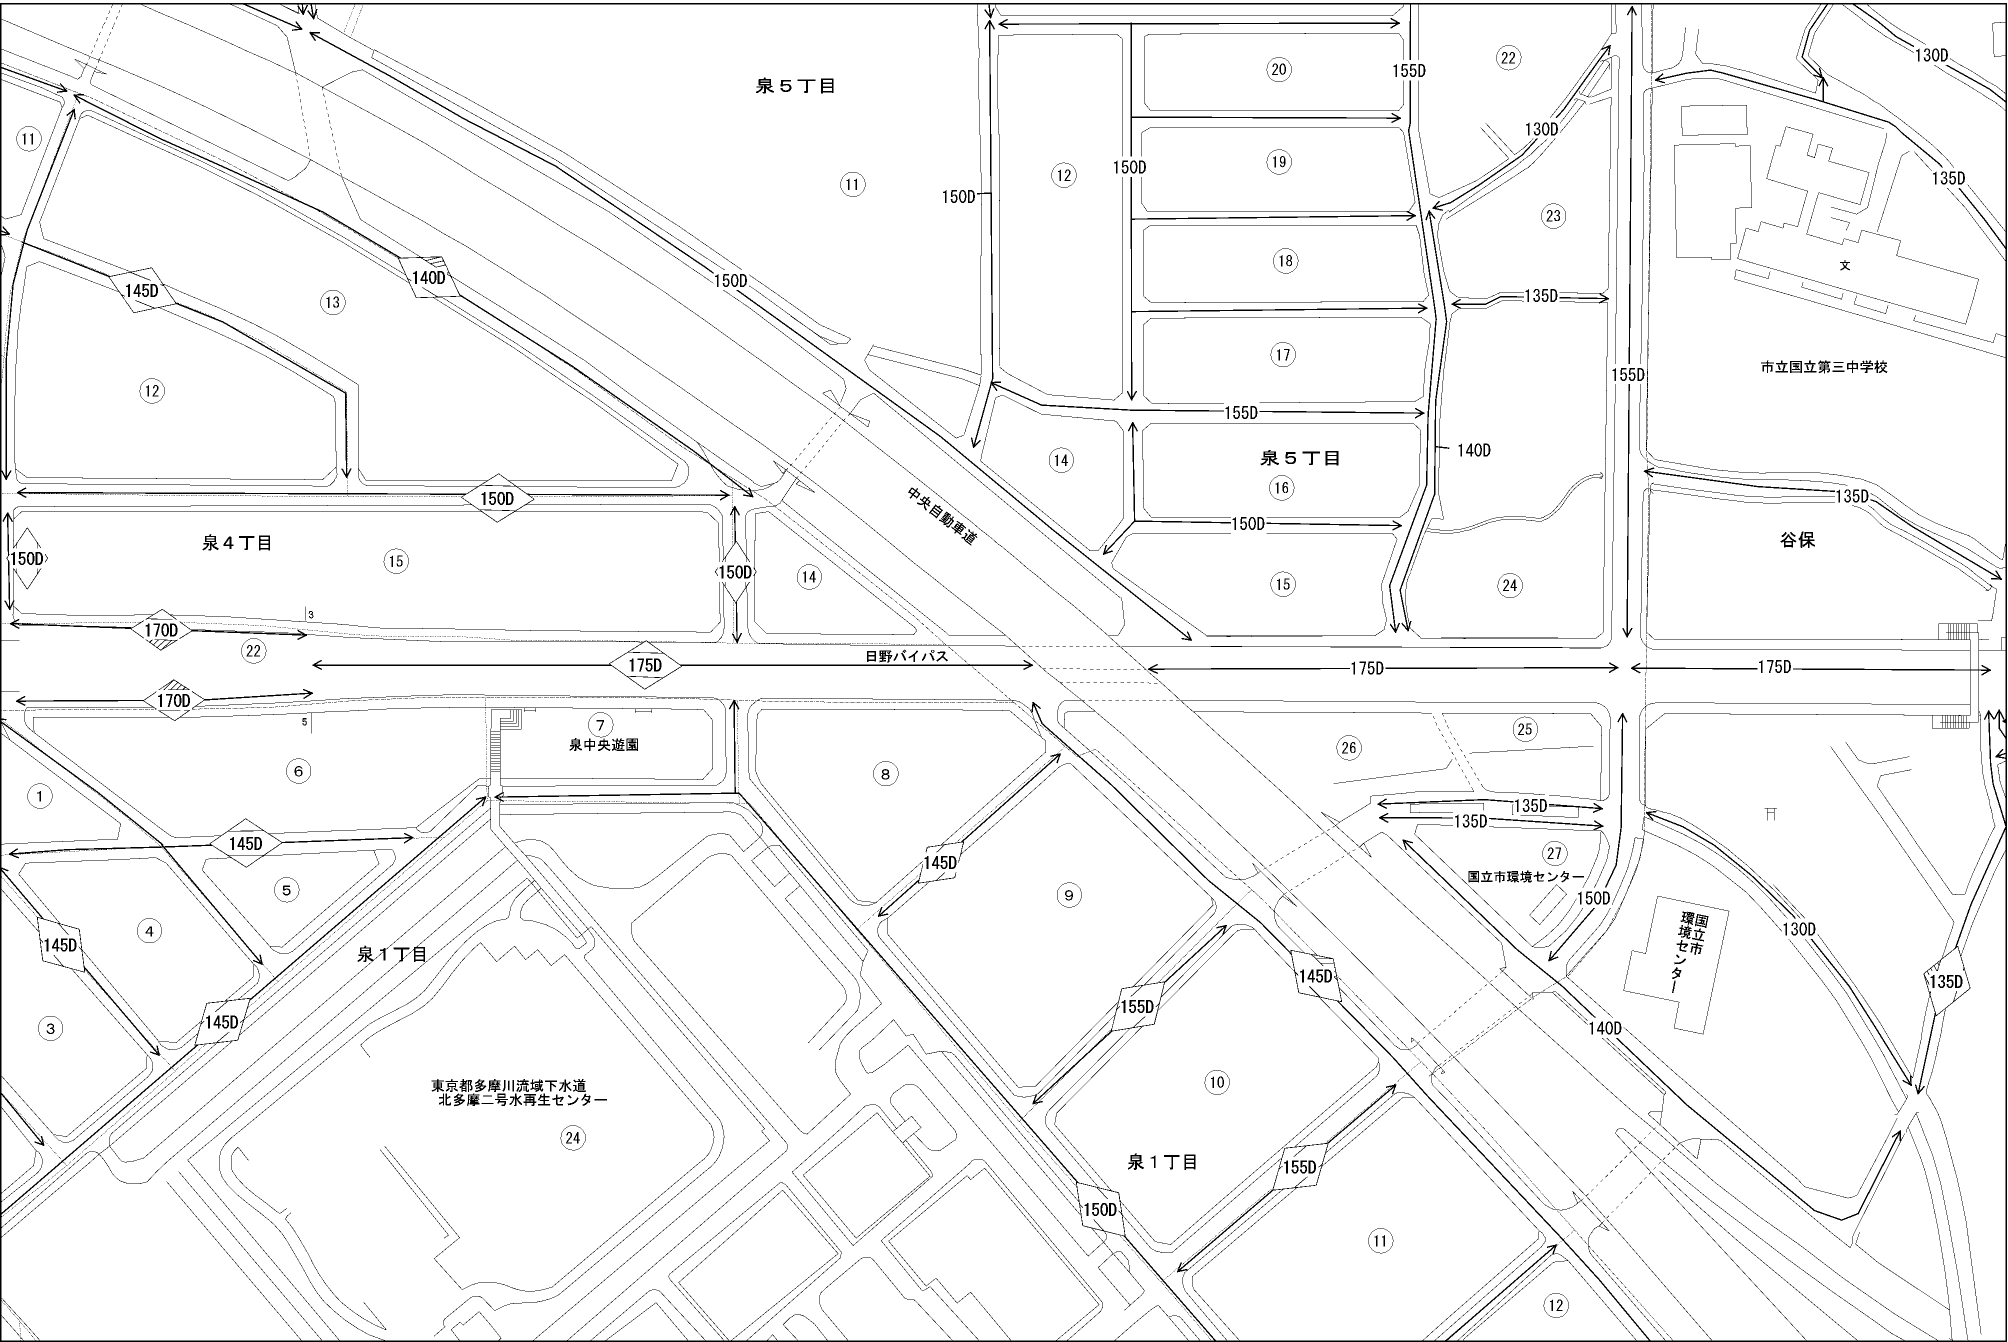 130D
22
20
155D
泉5丁目
130D
11
19
12
150D
135D
11
150D
23
18
文
140D
150D
145D
135D
13
17
市立国立第三中学校
155D
12
155D
140D
泉5丁目
14
16
150D
135D
中央自動車道
150D
泉4丁目
谷保
150D
15
150D
14
15
24
3
170D
22
日野バイパス
175D
175D
175D
170D
5
7
泉中央遊園
25
26
6
8
1
135D
135D
145D
145D
27
国立市環境センター
5
9
150D
国立市
環境センター
4
130D
145D
泉1丁目
145D
135D
155D
145D
3
140D
10
東京都多摩川流域下水道
北多摩二号水再生センター
24
泉1丁目
155D
150D
11
12